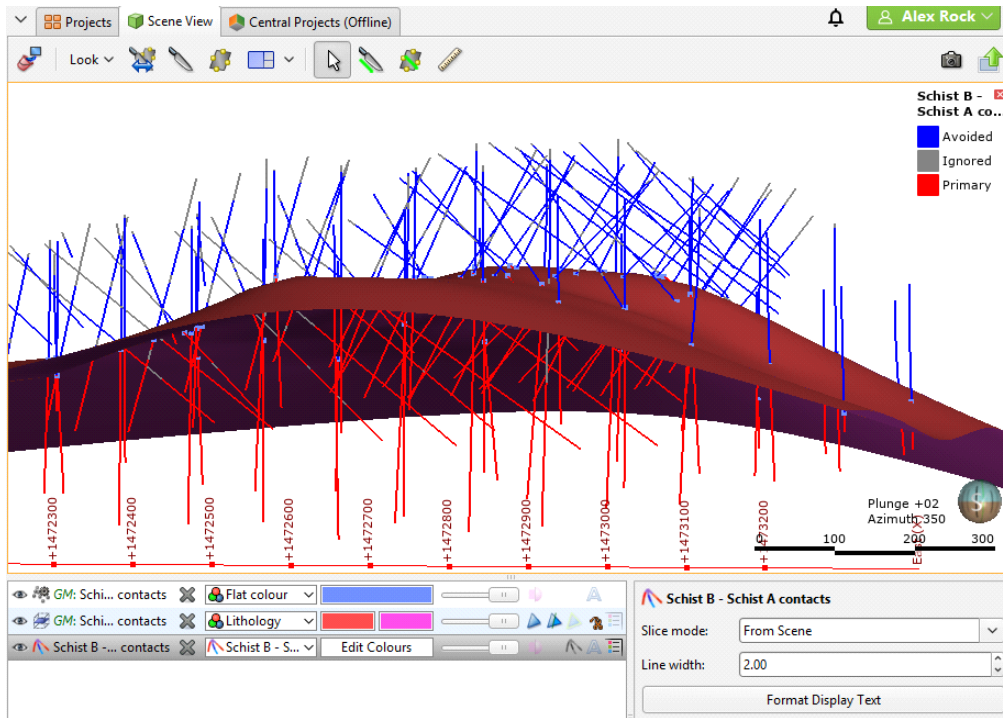 Projects
Scene View
Central Projects (Offline)
Alex Rock
Look
Schist B -
Schist A co...
Avoided
Ignored
Primary
+1472300
+1472400
+1472500
+1472600
+1472700
+1472800
+1472900
+1473000
+1473100
+1473200
Plunge +02
Azimuth 350
S
0
100
200
300
East (X)
GM: Schi... contacts
Flat colour
GM: Schi... contacts
Lithology
Schist B -... contacts
Schist B - S...
Edit Colours
Schist B - Schist A contacts
Slice mode:
From Scene
Line width:
2.00
Format Display Text